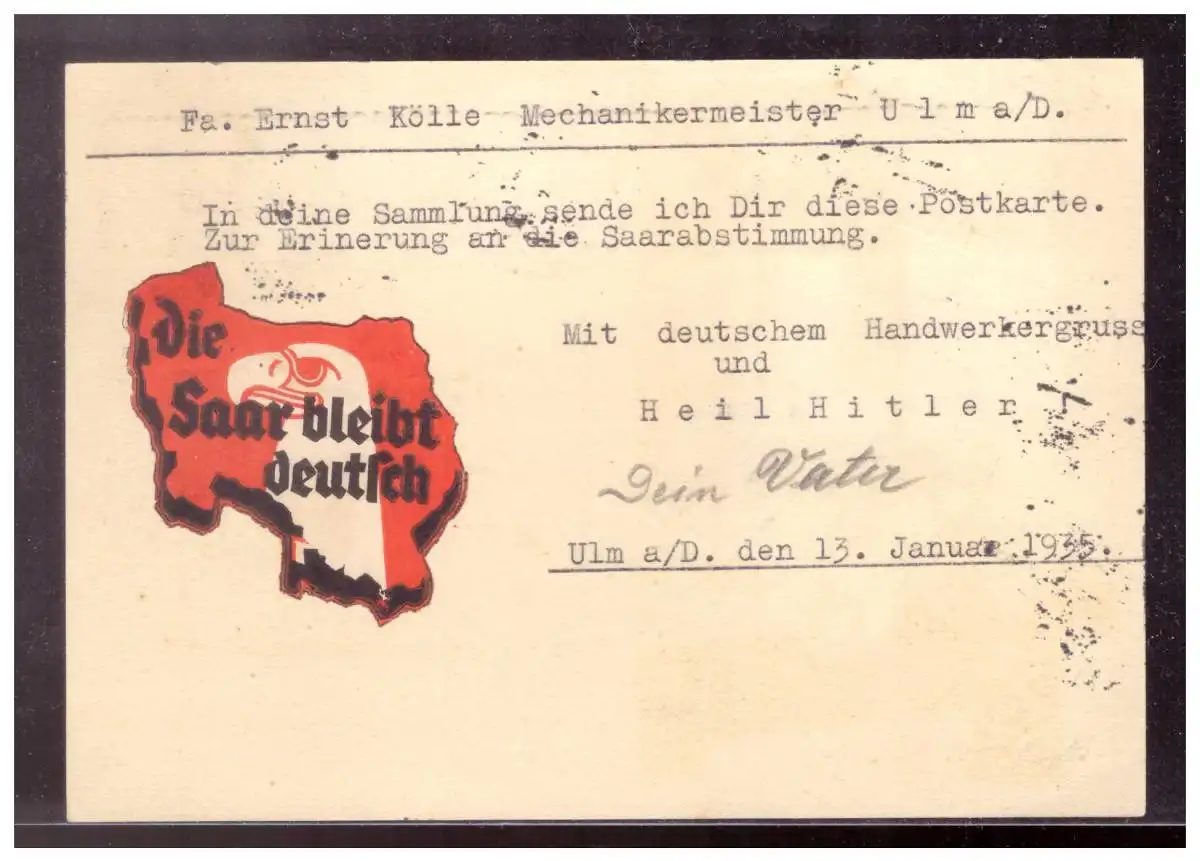 Fa. Ernst Kölle Mechanikermeister U l m a/D.
In deine Sammlung sende ich Dir diese Postkarte.
Zur Erinerung an die Saarabstimmung.
Die
Saar bleibt
deutsch
Mit deutschem Handwerkergruss
und
H e i l H i t l e r
Dein Vater
Ulm a/D. den 13. Januar 1935.